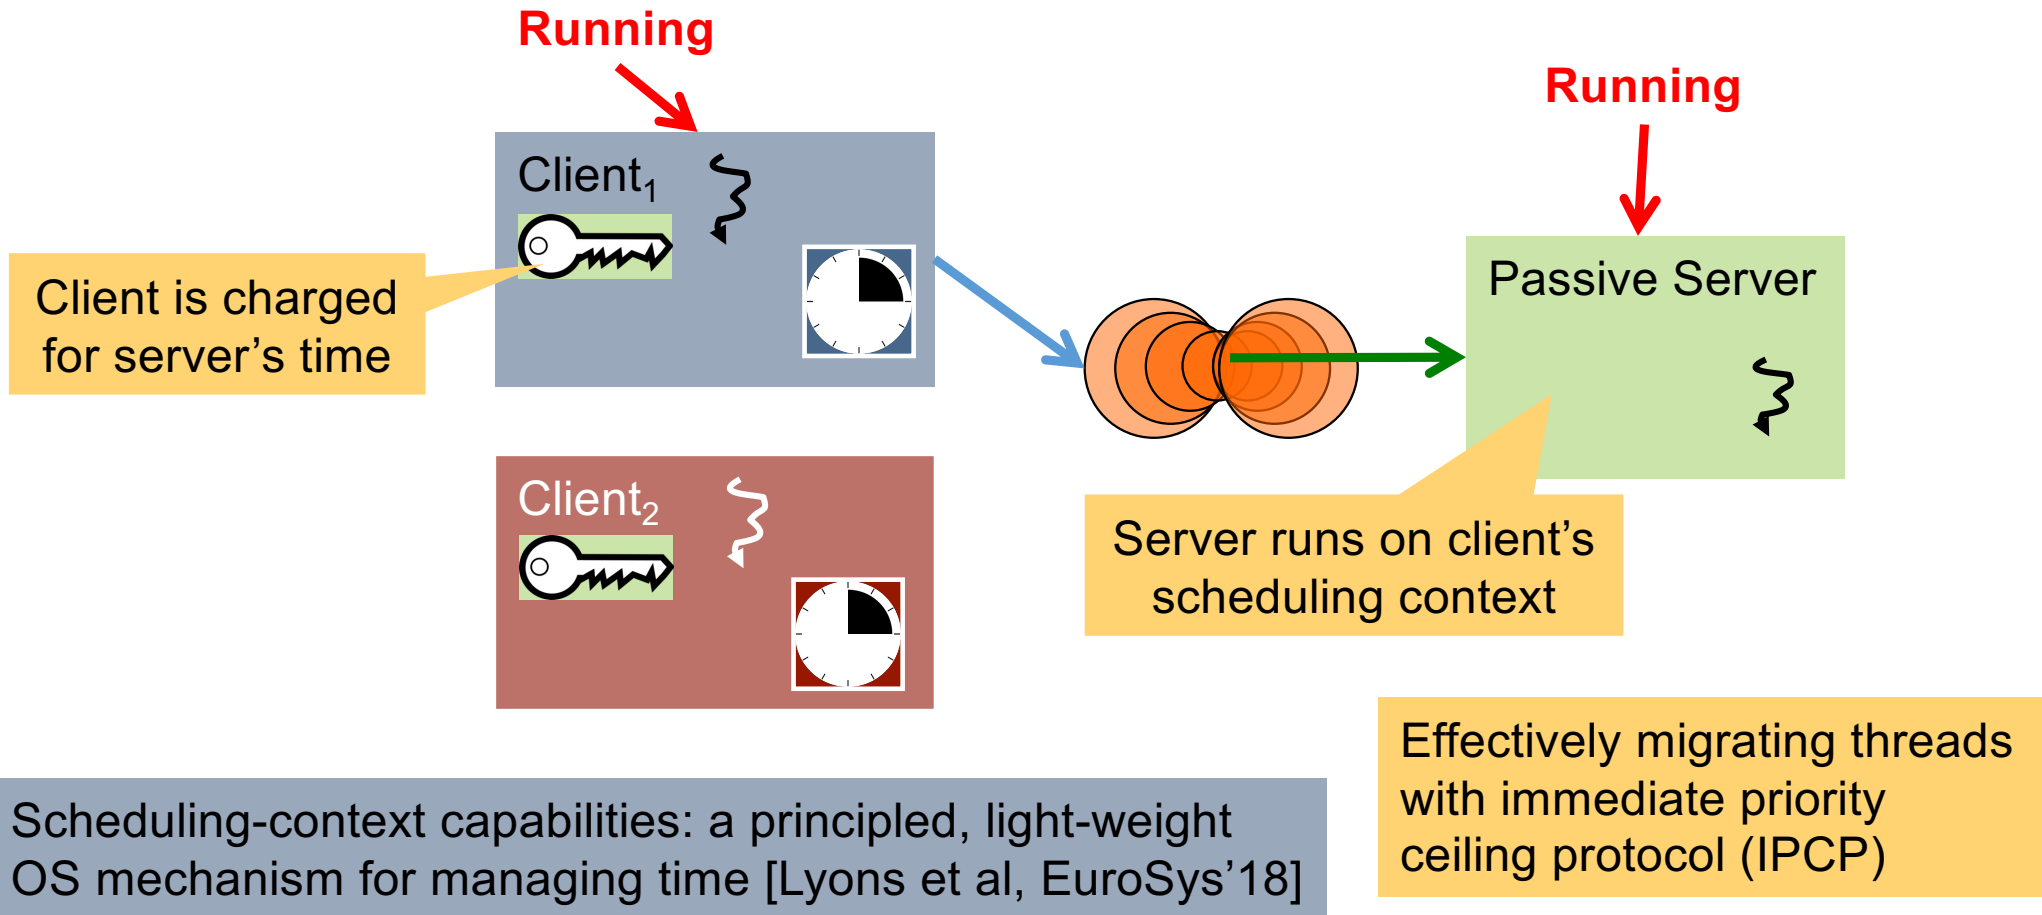 Running
Running
Client1
Client is charged
for server’s time
Passive Server
Client2
Server runs on client’s
scheduling context
Effectively migrating threads
with immediate priority
ceiling protocol (IPCP)
Scheduling-context capabilities: a principled, light-weight
OS mechanism for managing time [Lyons et al, EuroSys’18]